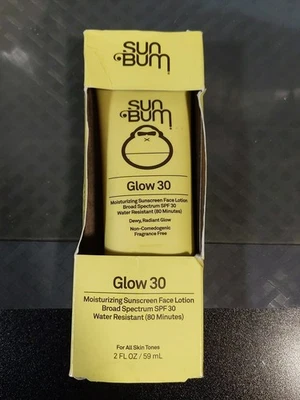 SUN
BUM
SUN
BUM
Glow 30
Moisturizing Sunscreen Face Lotion
Broad Spectrum SPF 30
Water Resistant (80 Minutes)
Dewy, Radiant Glow
Non-Comedogenic
Fragrance Free
Glow 30
Moisturizing Sunscreen Face Lotion
Broad Spectrum SPF 30
Water Resistant (80 Minutes)
For All Skin Tones
2 FL OZ / 59 mL